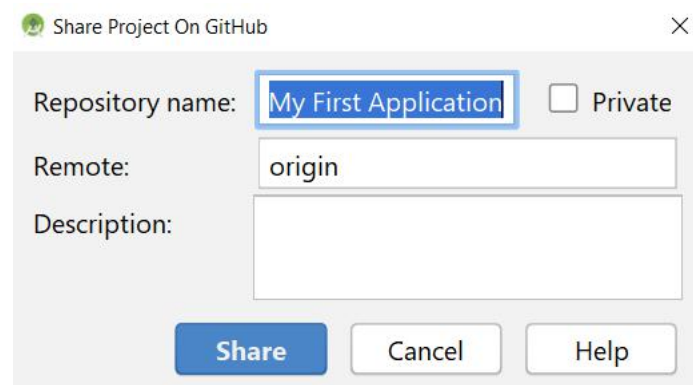 Share Project On GitHub
Repository name: My First Application Private
Remote: origin
Description:
Share Cancel Help